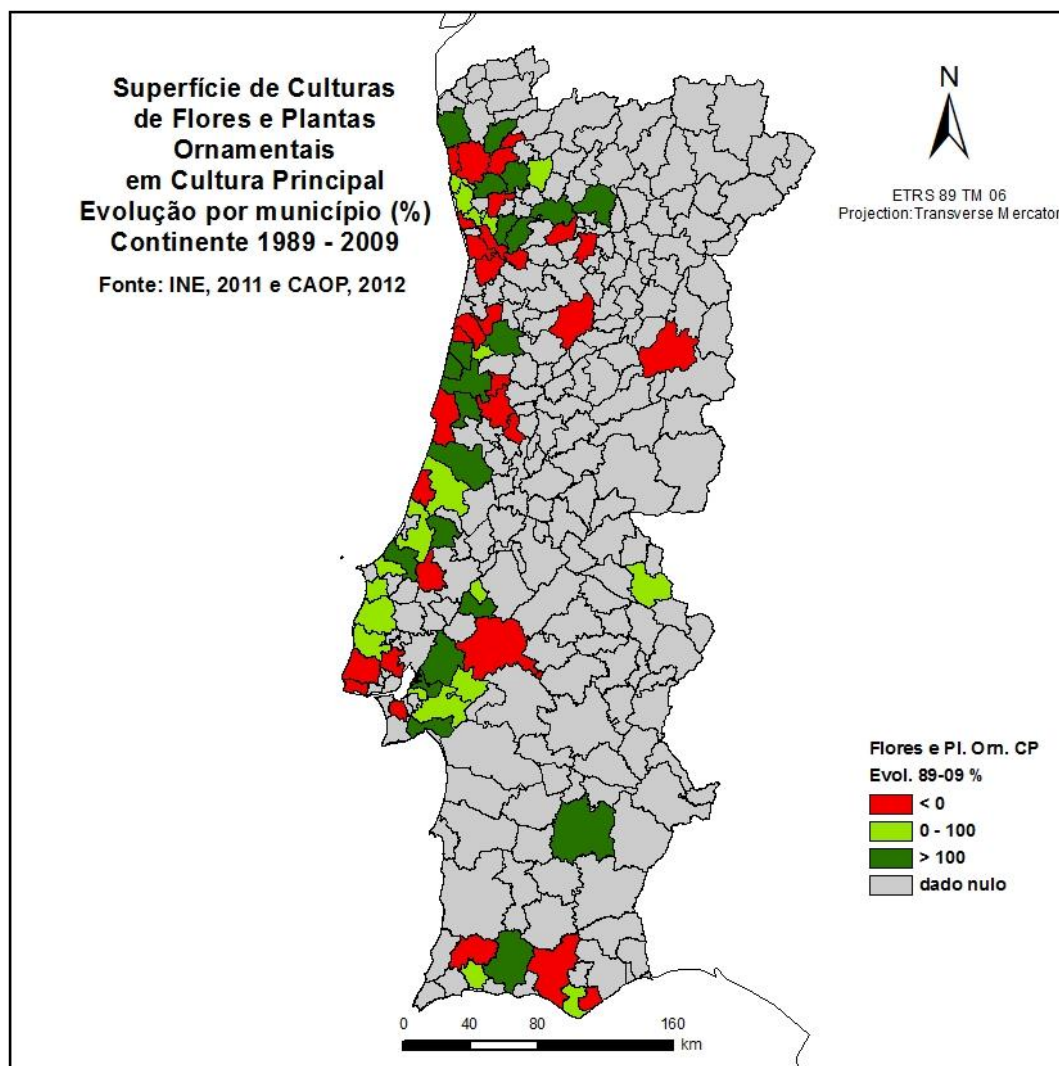 Superfície de Culturas
de Flores e Plantas
Ornamentais
em Cultura Principal
Evolução por município (%)
Continente 1989 - 2009
Fonte: INE, 2011 e CAOP, 2012
N
ETRS 89 TM 06
Projection:Transverse Mercator
Flores e Pl. Orn. CP
Evol. 89-09 %
< 0
0 - 100
> 100
dado nulo
0 40 80 160
km